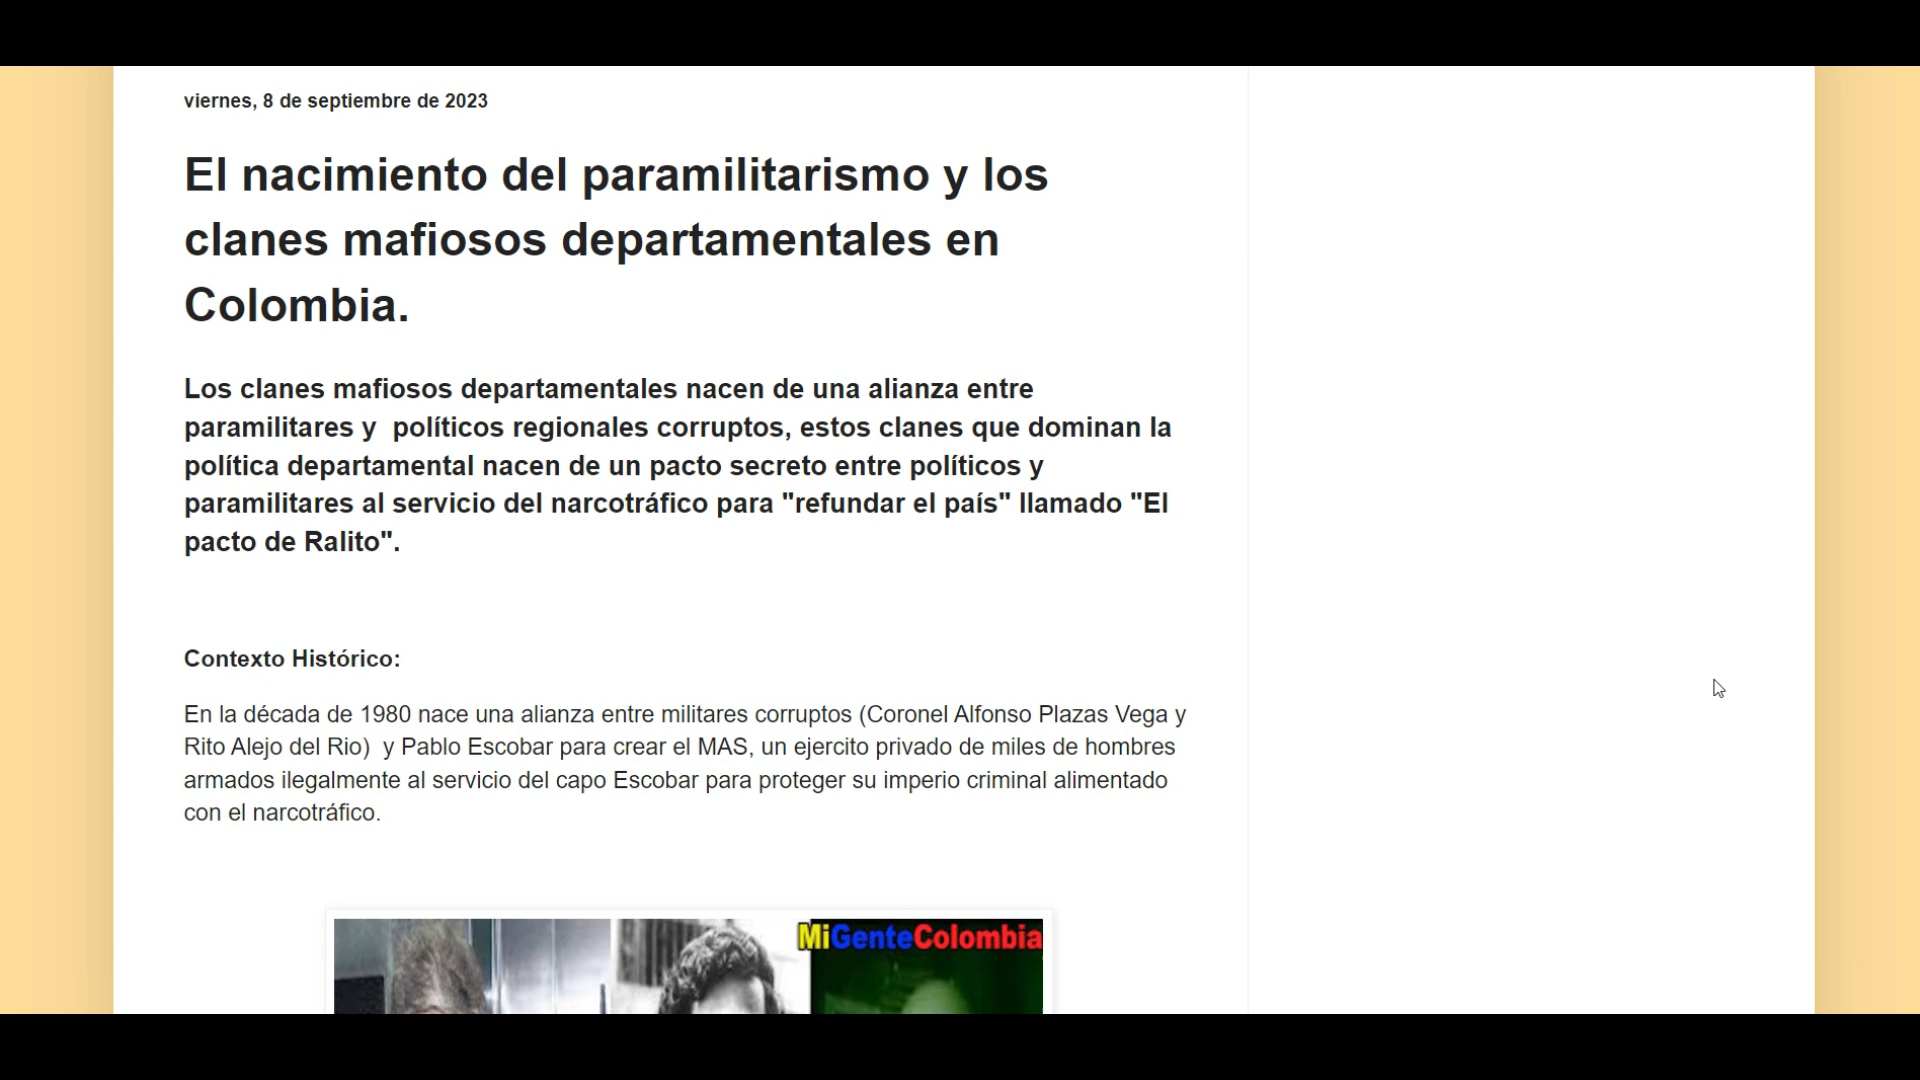 viernes, 8 de septiembre de 2023
El nacimiento del paramilitarismo y los
clanes mafiosos departamentales en
Colombia.
Los clanes mafiosos departamentales nacen de una alianza entre
paramilitares y  políticos regionales corruptos, estos clanes que dominan la
política departamental nacen de un pacto secreto entre políticos y
paramilitares al servicio del narcotráfico para "refundar el país" llamado "El
pacto de Ralito".
Contexto Histórico:
En la década de 1980 nace una alianza entre militares corruptos (Coronel Alfonso Plazas Vega y
Rito Alejo del Rio)  y Pablo Escobar para crear el MAS, un ejercito privado de miles de hombres
armados ilegalmente al servicio del capo Escobar para proteger su imperio criminal alimentado
con el narcotráfico.
MiGenteColombia